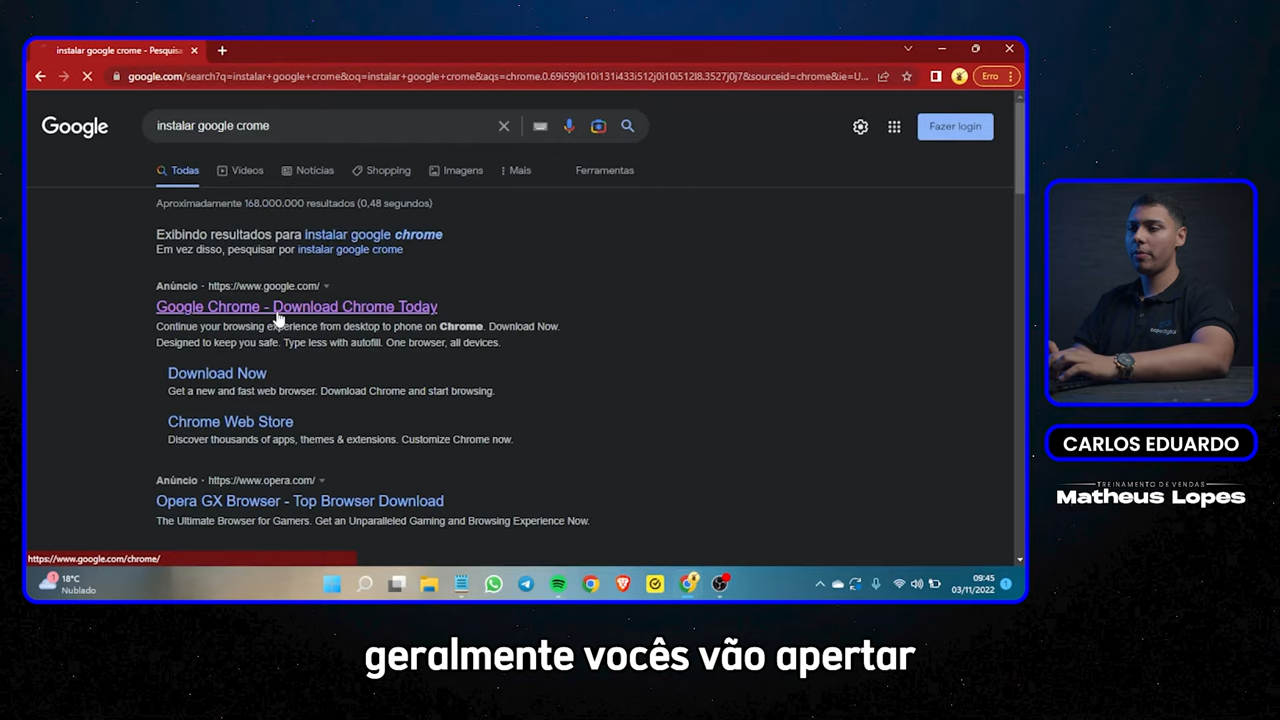 instalar google crome - Pesquisa
google.com/search?q=instalar+google+crome&oq=instalar+google+crome&aqs=chrome.0.69i59j0i10i131i433i512j0i10i512l8.3527j0j7&sourceid=chrome&ie=U...
Erro
Google
instalar google crome
Fazer login
Todas
Vídeos
Notícias
Shopping
Imagens
Mais
Ferramentas
Aproximadamente 168.000.000 resultados (0,48 segundos)
Exibindo resultados para instalar google chrome
Em vez disso, pesquisar por instalar google crome
Anúncio · https://www.google.com/
Google Chrome - Download Chrome Today
Continue your browsing experience from desktop to phone on Chrome. Download Now.
Designed to keep you safe. Type less with autofill. One browser, all devices.
Download Now
Get a new and fast web browser. Download Chrome and start browsing.
Chrome Web Store
Discover thousands of apps, themes & extensions. Customize Chrome now.
Anúncio · https://www.opera.com/
Opera GX Browser - Top Browser Download
The Ultimate Browser for Gamers. Get an Unparalleled Gaming and Browsing Experience Now.
https://www.google.com/chrome/
1
18°C
Nublado
09:45
03/11/2022
1
CARLOS EDUARDO
TREINAMENTO DE VENDAS
Matheus Lopes
geralmente vocês vão apertar